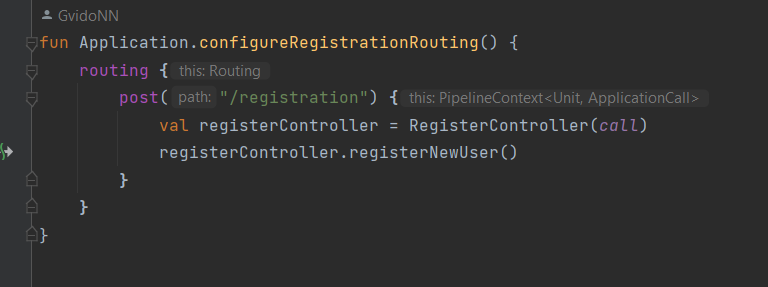 GvidoNN
fun Application.configureRegistrationRouting() {
routing { this: Routing
post( path: "/registration") { this: PipelineContext<Unit, ApplicationCall>
val registerController = RegisterController(call)
registerController.registerNewUser()
}
}
}